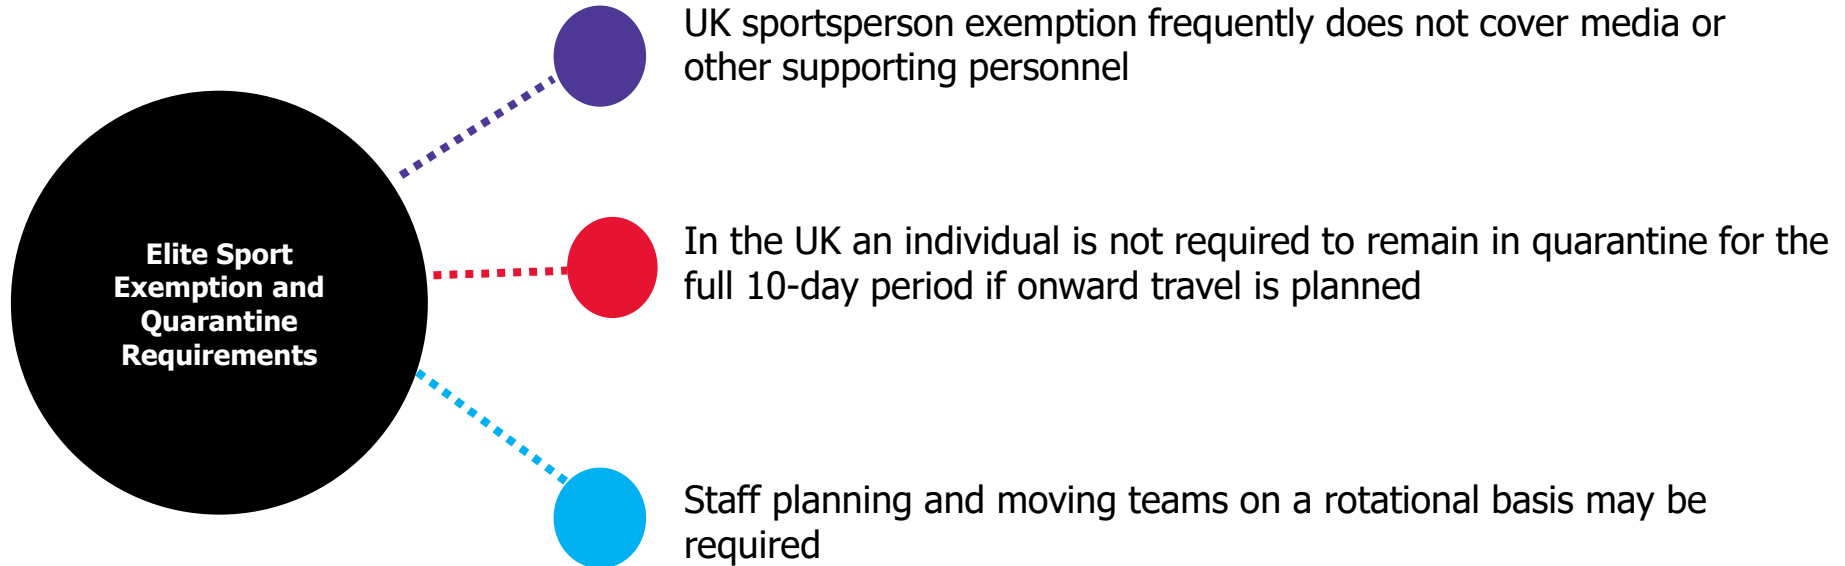 Elite Sport
Exemption and
Quarantine
Requirements
UK sportsperson exemption frequently does not cover media or
other supporting personnel
In the UK an individual is not required to remain in quarantine for the
full 10-day period if onward travel is planned
Staff planning and moving teams on a rotational basis may be
required